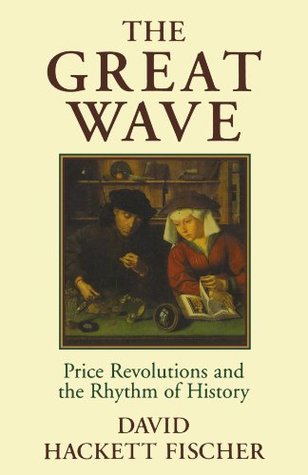 THE
GREAT
WAVE
Price Revolutions and
the Rhythm of History
DAVID
HACKETT FISCHER